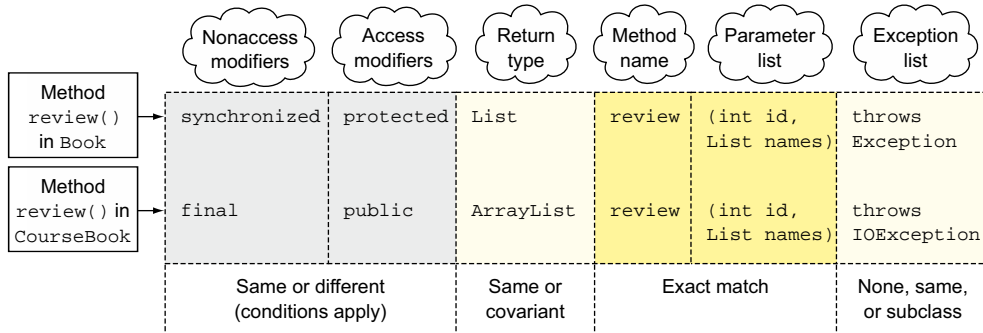 Nonaccess modifiers
Access modifiers
Return type
Method name
Parameter list
Exception list
Method
review()
in Book
synchronized protected List review (int id, throws
List names) Exception
Method
review() in
CourseBook
final public ArrayList review (int id, throws
List names) IOException
Same or different
(conditions apply)
Same or
covariant
Exact match
None, same,
or subclass